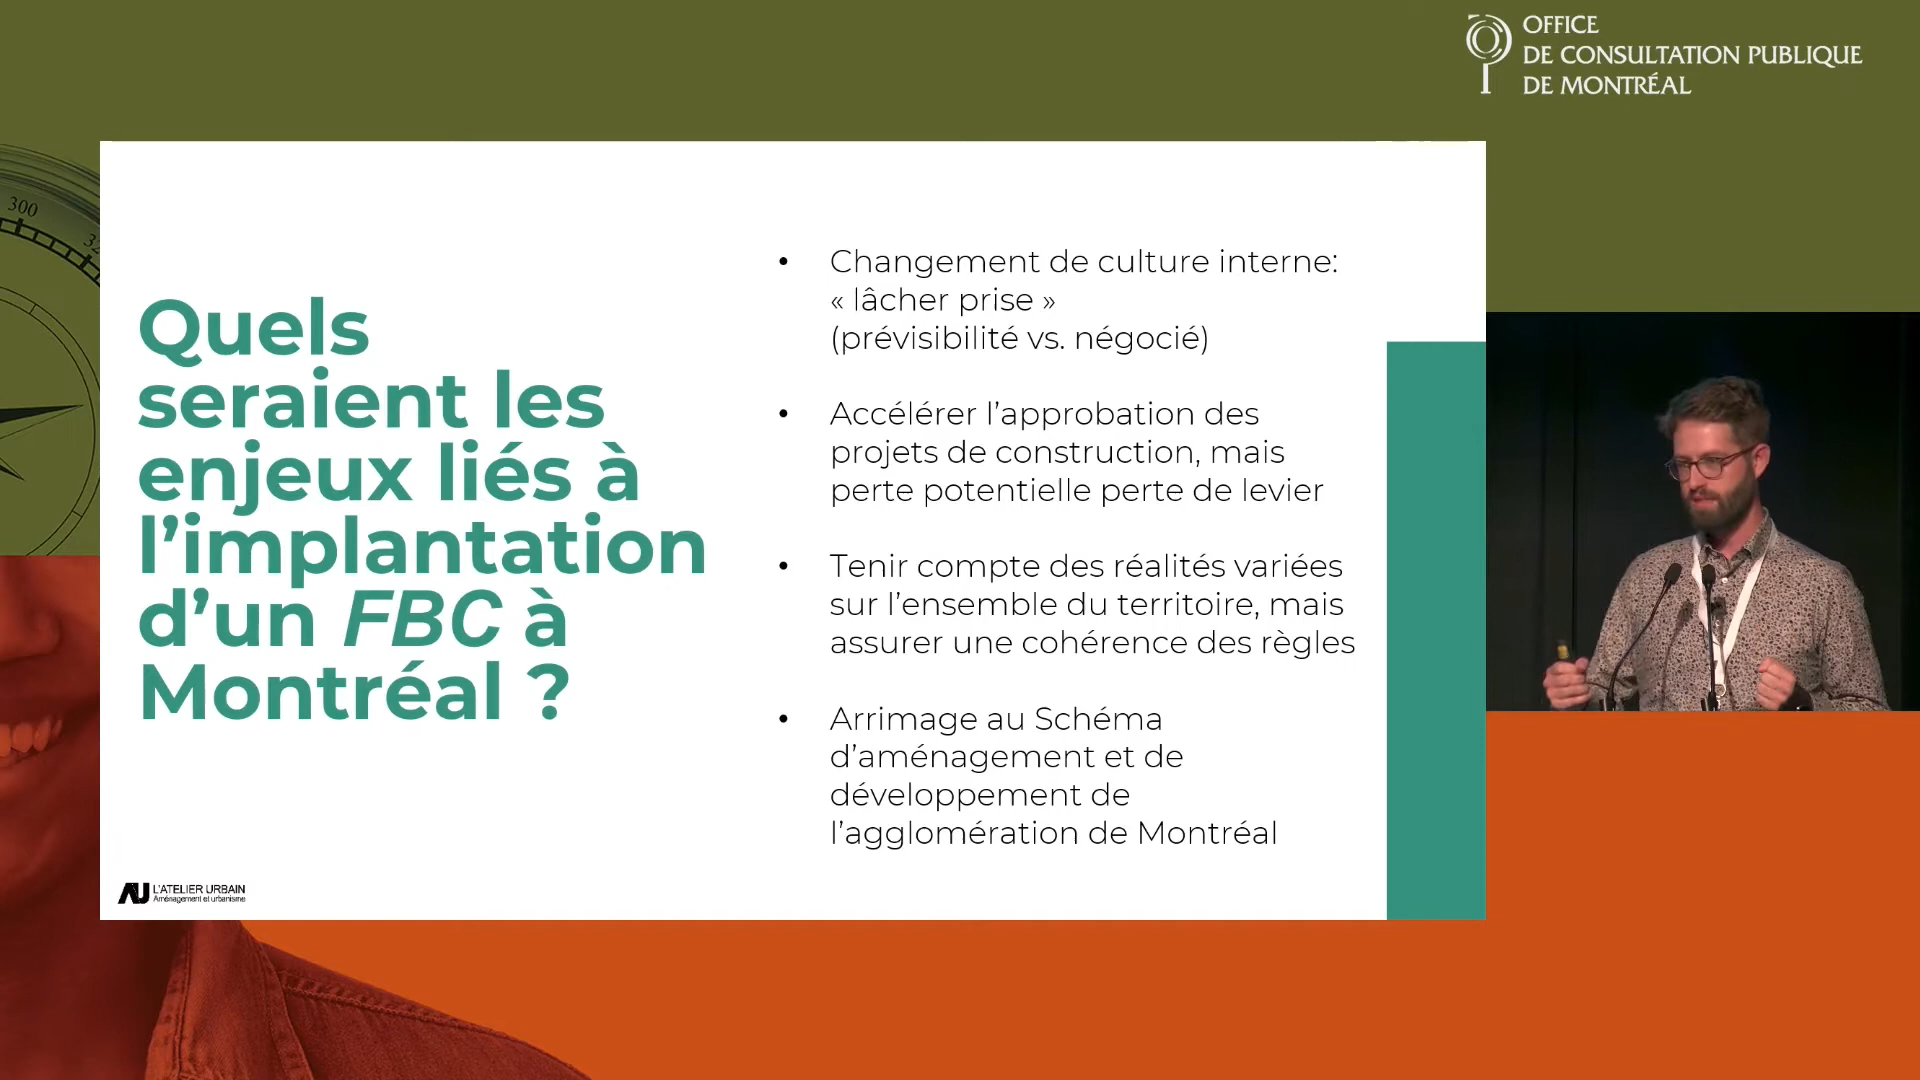 OFFICE
DE CONSULTATION PUBLIQUE
DE MONTRÉAL
300
32
Quels
seraient les
enjeux liés à
l’implantation
d’un FBC à
Montréal ?
• Changement de culture interne:
« lâcher prise »
(prévisibilité vs. négocié)
• Accélérer l’approbation des
projets de construction, mais
perte potentielle perte de levier
• Tenir compte des réalités variées
sur l’ensemble du territoire, mais
assurer une cohérence des règles
• Arrimage au Schéma
d’aménagement et de
développement de
l’agglomération de Montréal
AU L'ATELIER URBAIN
Aménagement et urbanisme